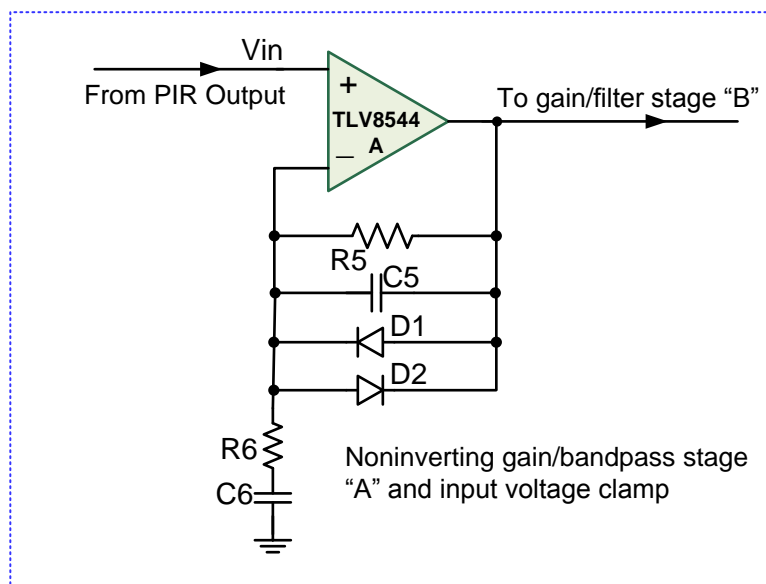 Vin
From PIR Output
+
TLV8544
A
–
To gain/filter stage “B”
R5
C5
D1
D2
R6
C6
Noninverting gain/bandpass stage
“A” and input voltage clamp